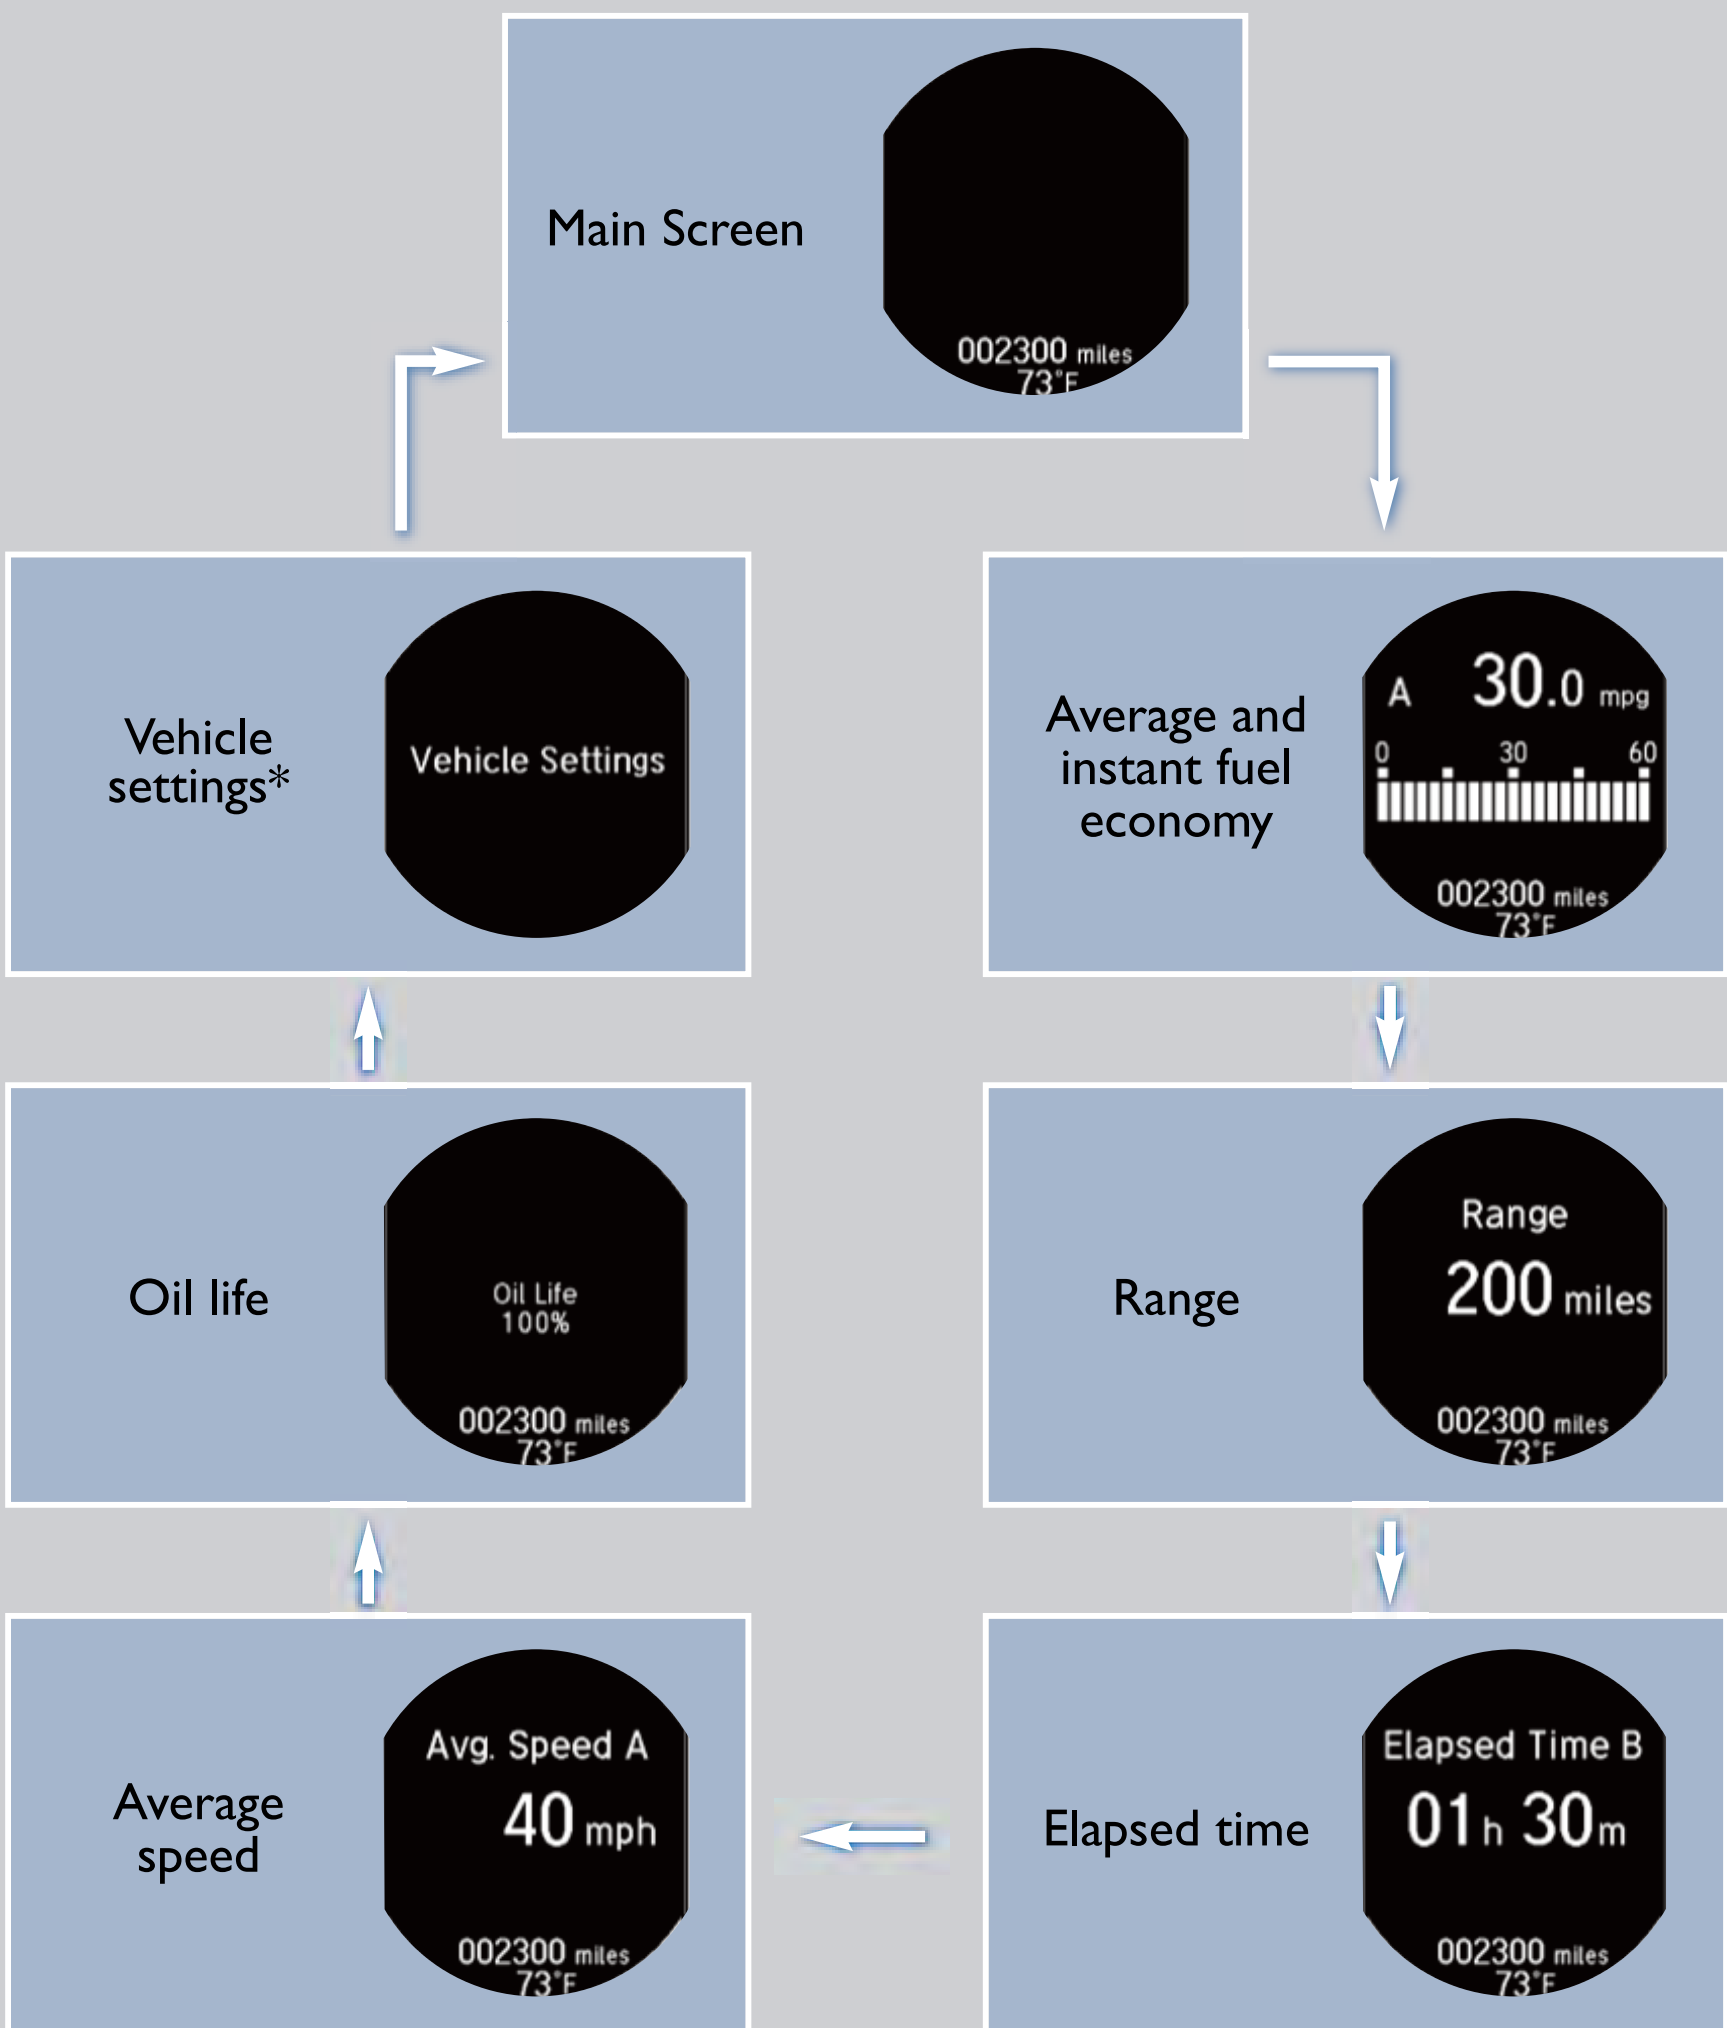 Main Screen
002300 miles
73°F
Vehicle
settings*
Vehicle Settings
Average and
instant fuel
economy
A 30.0 mpg
0 30 60
002300 miles
73°F
Oil life
Oil Life
100%
002300 miles
73°F
Range
Range
200 miles
002300 miles
73°F
Average
speed
Avg. Speed A
40 mph
002300 miles
73°F
Elapsed time
Elapsed Time B
01 h 30 m
002300 miles
73°F